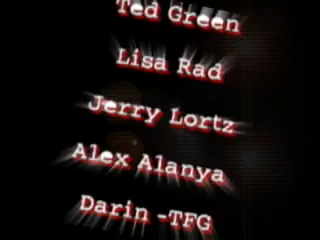 Ted Green
Lisa Rad
Jerry Lortz
Alex Alanya
Darin -TFG